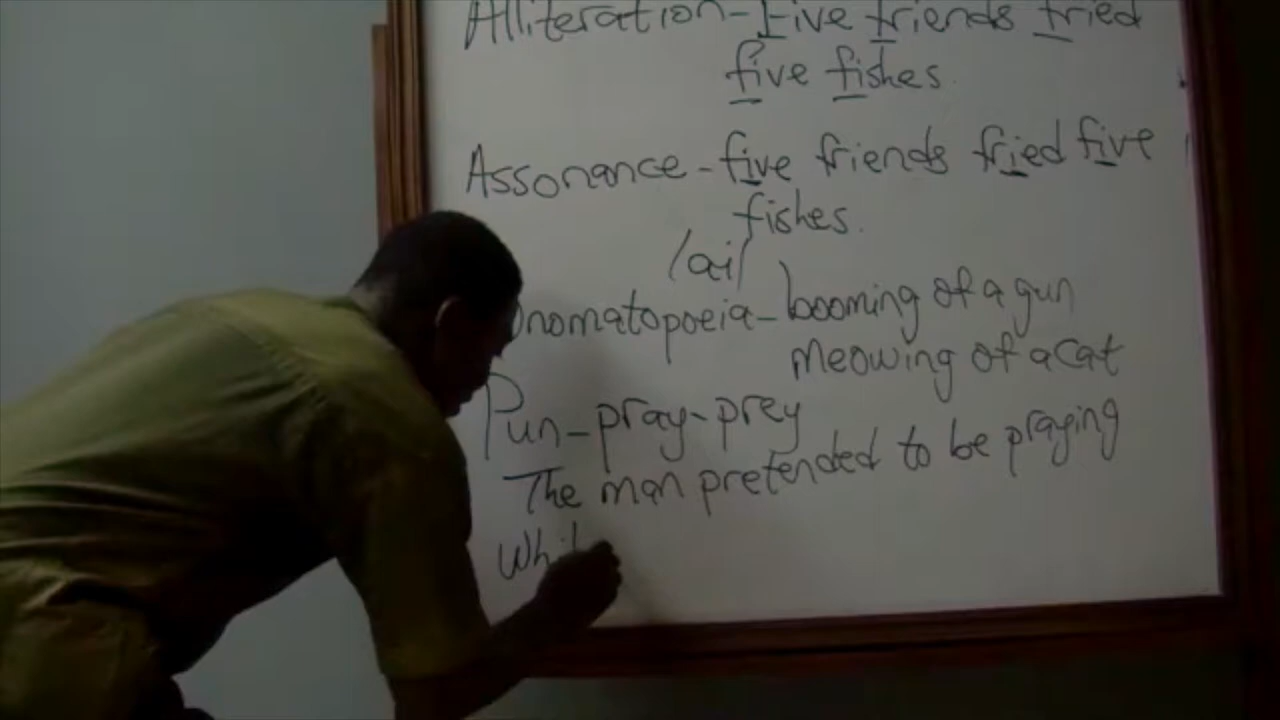 Alliteration - Five friends fried
five fishes.
Assonance - five friends fried five
fishes.
/ai/
Onomatopoeia - booming of a gun
meowing of a cat
Pun - pray - prey
The man pretended to be praying